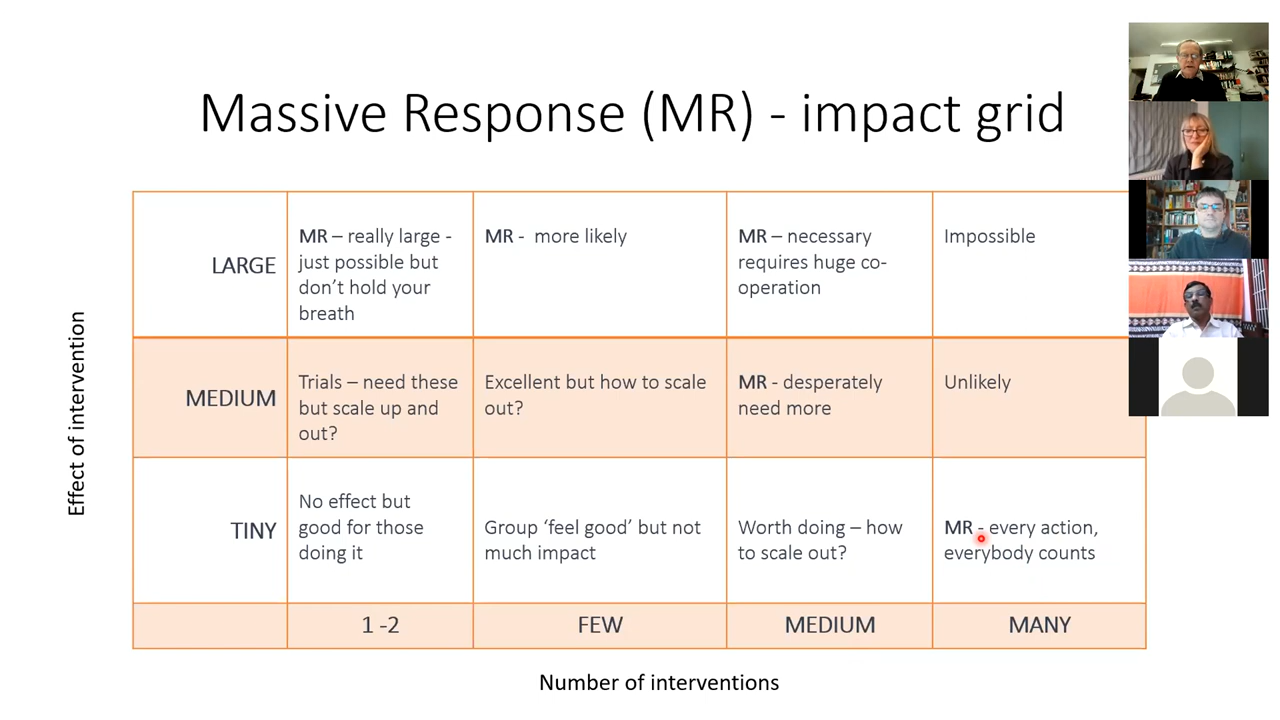 Massive Response (MR) - impact grid
Effect of intervention
LARGE
MR – really large -
just possible but
don't hold your
breath
MR - more likely
MR – necessary
requires huge co-
operation
Impossible
MEDIUM
Trials – need these
but scale up and
out?
Excellent but how to scale
out?
MR - desperately
need more
Unlikely
TINY
No effect but
good for those
doing it
Group ‘feel good’ but not
much impact
Worth doing – how
to scale out?
MR - every action,
everybody counts
1 -2
FEW
MEDIUM
MANY
Number of interventions